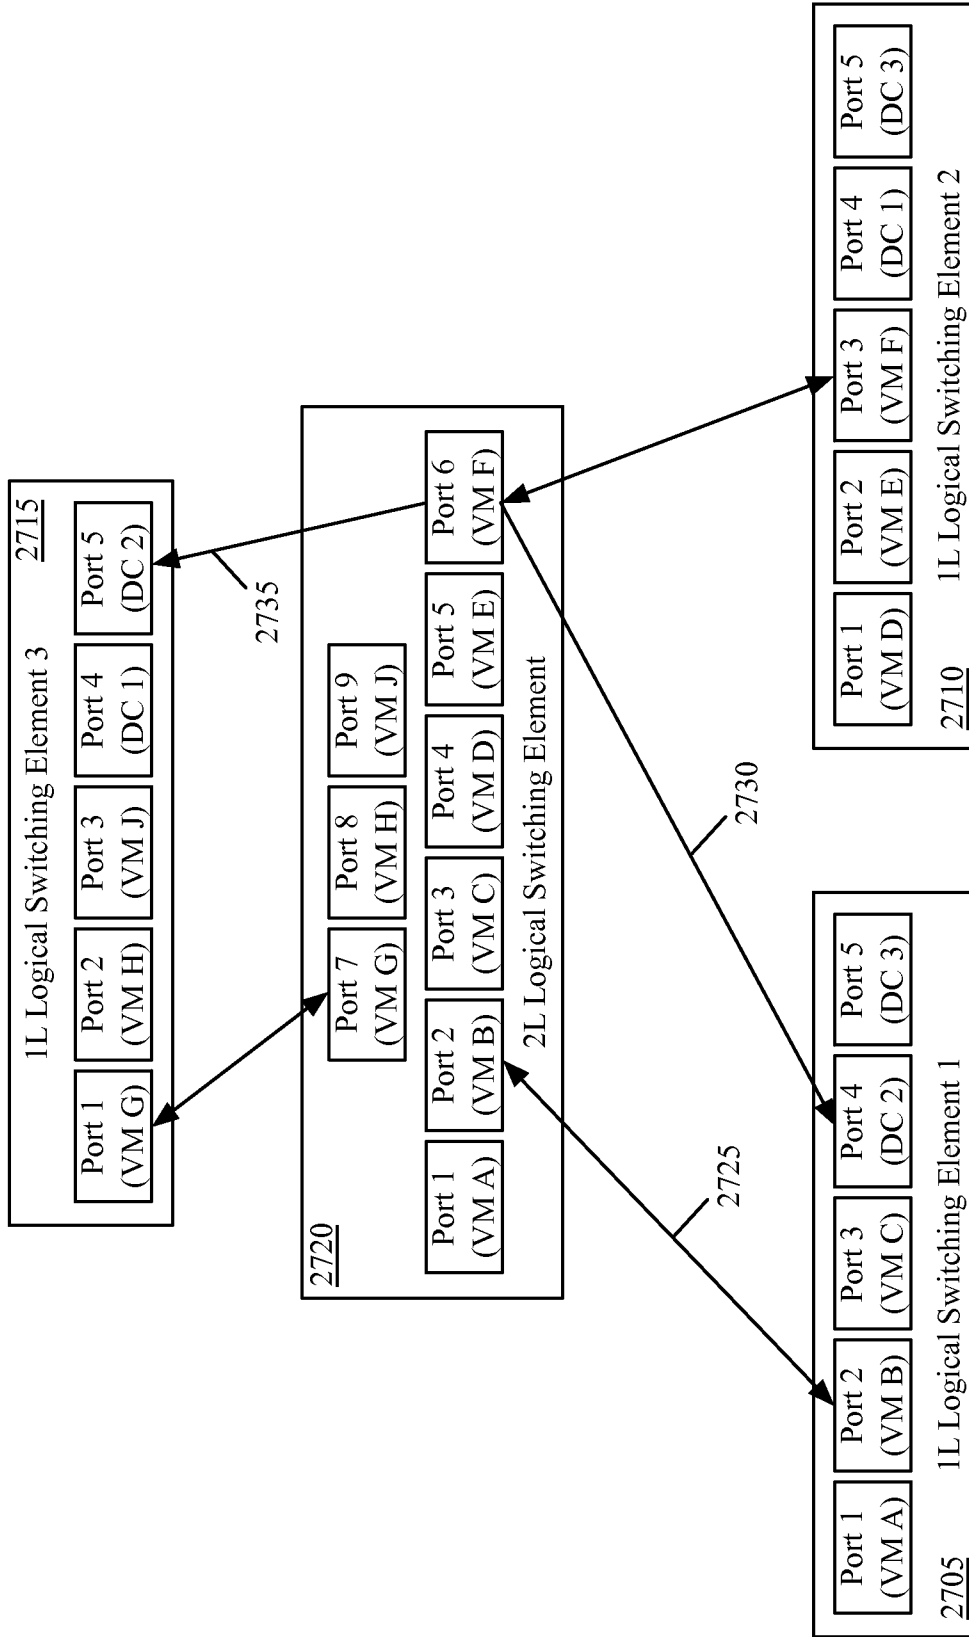 1L Logical Switching Element 3
2715
Port 1
(VM G)
Port 2
(VM H)
Port 3
(VM J)
Port 4
(DC 1)
Port 5
(DC 2)
2735
2720
Port 7
(VM G)
Port 8
(VM H)
Port 9
(VM J)
Port 1
(VM A)
Port 2
(VM B)
Port 3
(VM C)
Port 4
(VM D)
Port 5
(VM E)
Port 6
(VM F)
2L Logical Switching Element
2725
2730
Port 1
(VM A)
Port 2
(VM B)
Port 3
(VM C)
Port 4
(DC 2)
Port 5
(DC 3)
2705
1L Logical Switching Element 1
Port 1
(VM D)
Port 2
(VM E)
Port 3
(VM F)
Port 4
(DC 1)
Port 5
(DC 3)
2710
1L Logical Switching Element 2